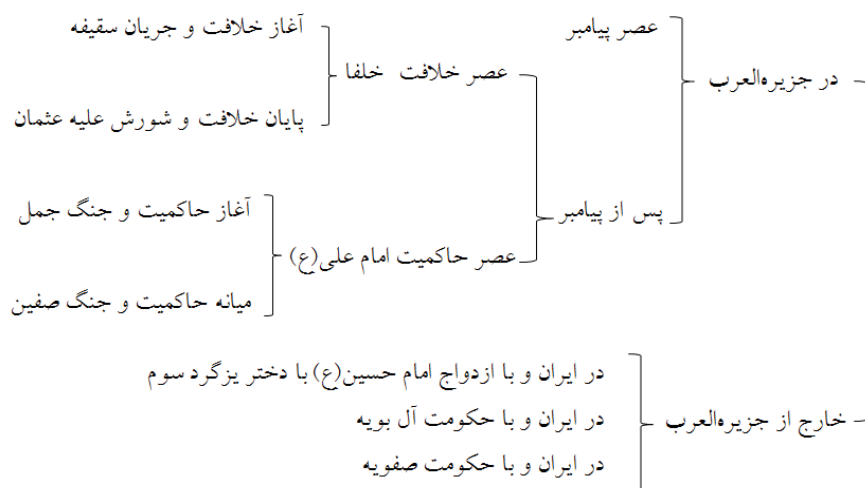 در جزیره‌العرب
عصر پیامبر
پس از پیامبر
عصر خلافت خلفا
آغاز خلافت و جریان سقیفه
پایان خلافت و شورش علیه عثمان
عصر حاکمیت امام علی(ع)
آغاز حاکمیت و جنگ جمل
میانه حاکمیت و جنگ صفین
خارج از جزیره‌العرب
در ایران و با ازدواج امام حسین(ع) با دختر یزگرد سوم
در ایران و با حکومت آل بویه
در ایران و با حکومت صفویه